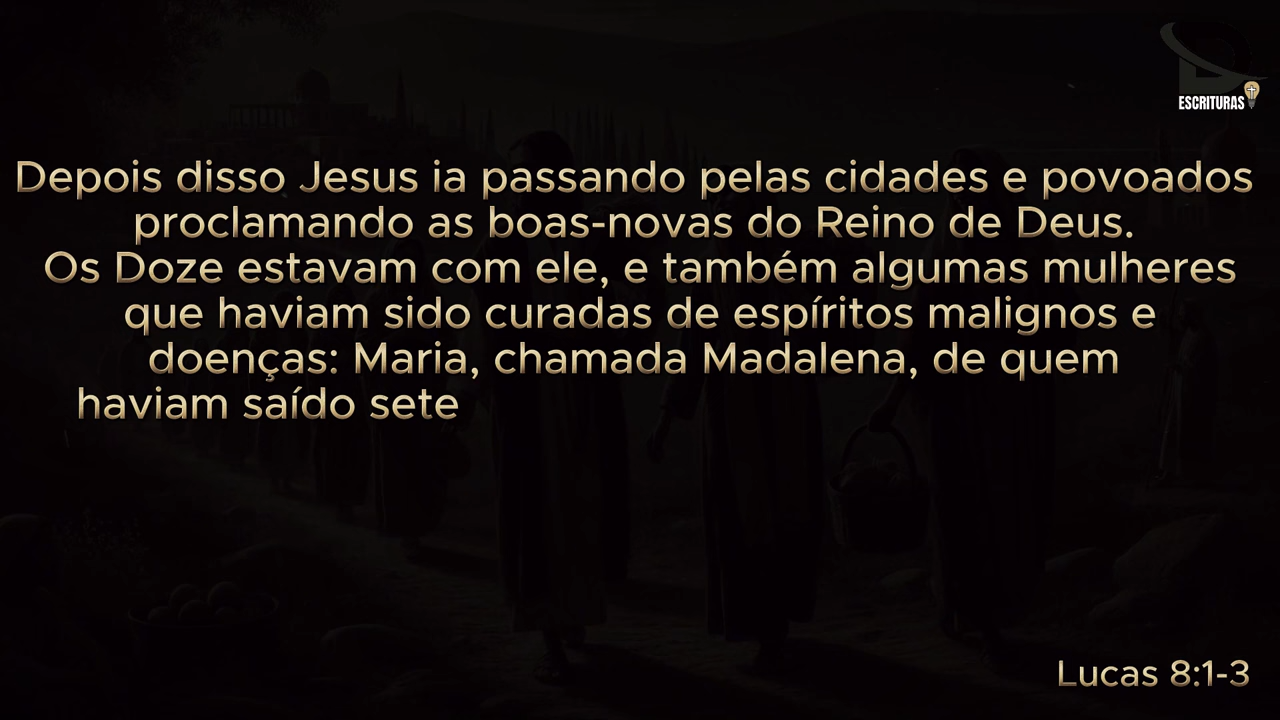 ESCRITURAS
Depois disso Jesus ia passando pelas cidades e povoados
proclamando as boas-novas do Reino de Deus.
Os Doze estavam com ele, e também algumas mulheres
que haviam sido curadas de espíritos malignos e
doenças: Maria, chamada Madalena, de quem
haviam saído sete
Lucas 8:1-3